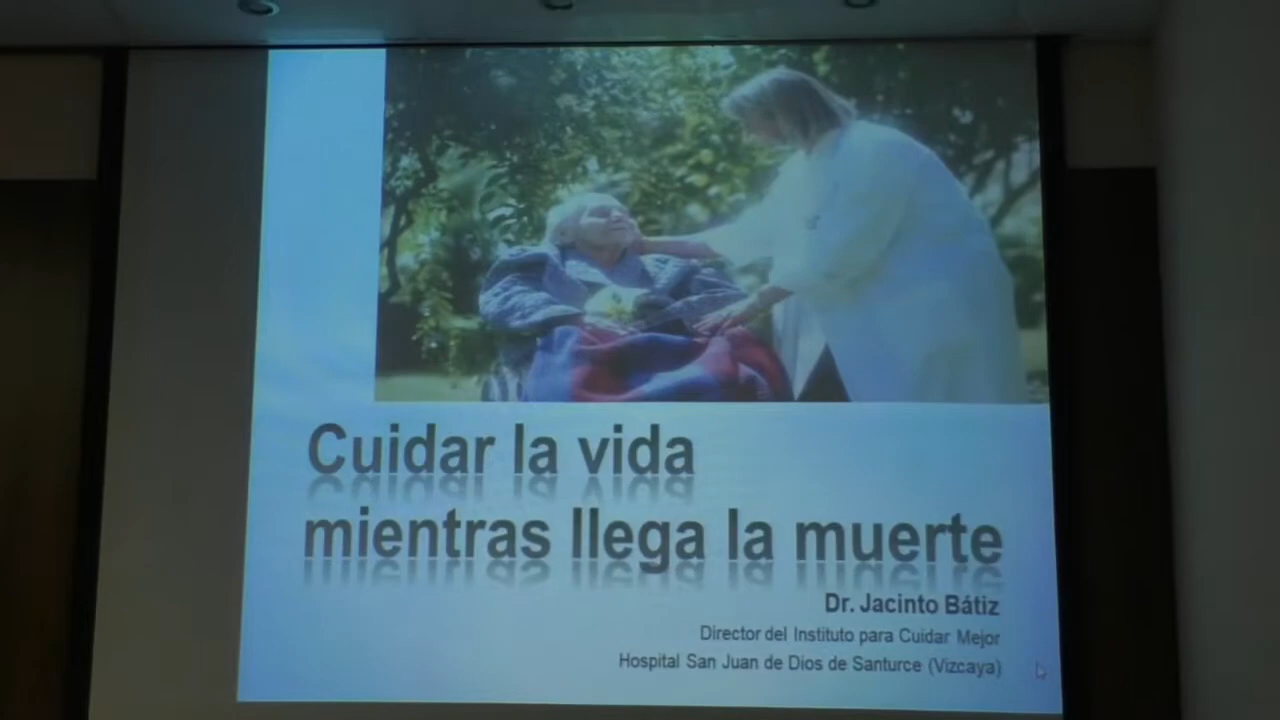 Cuidar la vida
mientras llega la muerte
Dr. Jacinto Bátiz
Director del Instituto para Cuidar Mejor
Hospital San Juan de Dios de Santurce (Vizcaya)